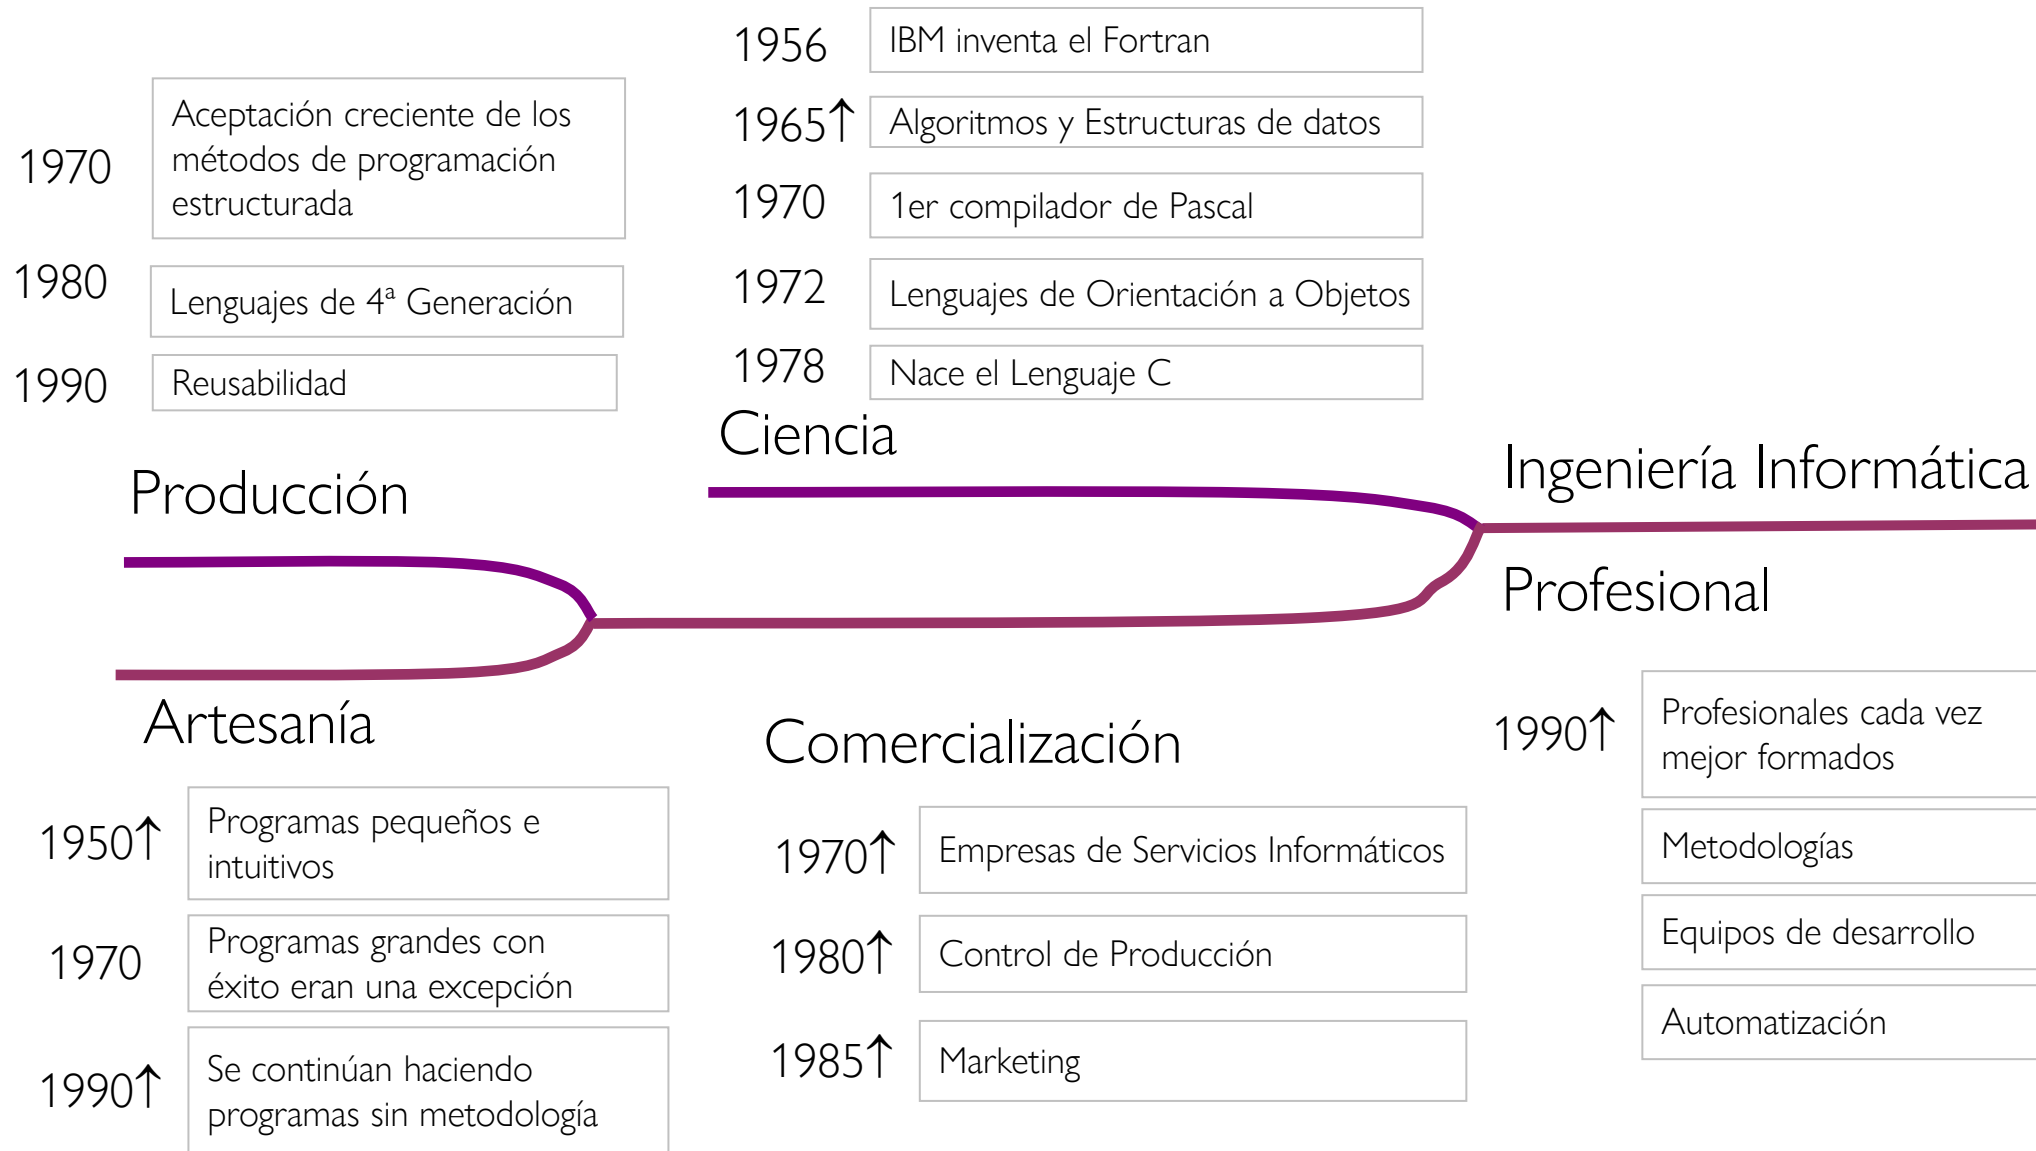 1970
Aceptación creciente de los
métodos de programación
estructurada
1980
Lenguajes de 4ª Generación
1990
Reusabilidad
Producción
1956
IBM inventa el Fortran
1965↑
Algoritmos y Estructuras de datos
1970
1er compilador de Pascal
1972
Lenguajes de Orientación a Objetos
1978
Nace el Lenguaje C
Ciencia
Ingeniería Informática
Artesanía
1950↑
Programas pequeños e
intuitivos
1970
Programas grandes con
éxito eran una excepción
1990↑
Se continúan haciendo
programas sin metodología
Comercialización
1970↑
Empresas de Servicios Informáticos
1980↑
Control de Producción
1985↑
Marketing
Profesional
1990↑
Profesionales cada vez
mejor formados
Metodologías
Equipos de desarrollo
Automatización